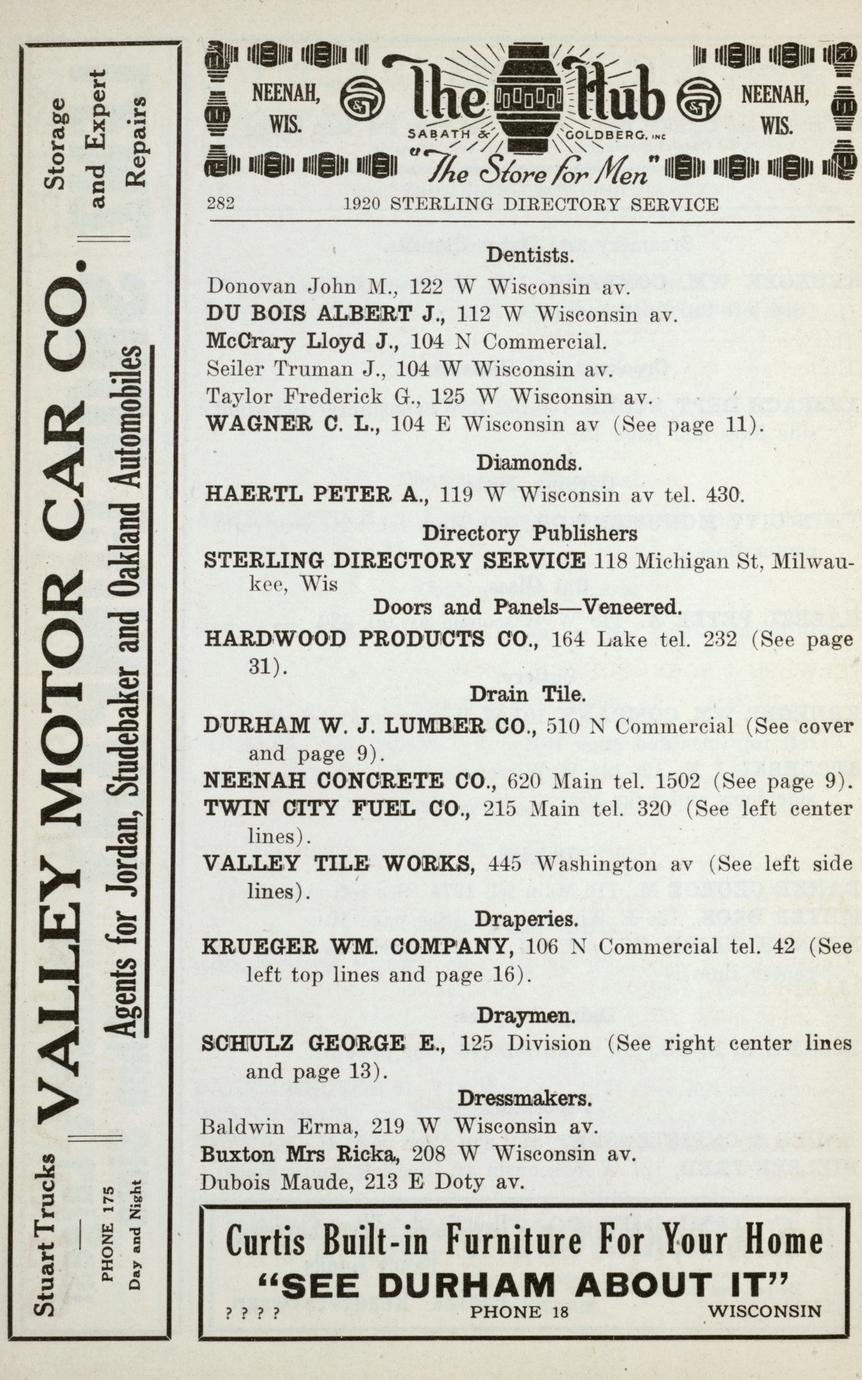 Storage
and Expert
Repairs
VALLEY MOTOR CAR CO.
Agents for Jordan, Studebaker and Oakland Automobiles
Stuart Trucks
PHONE 175
Day and Night
NEENAH,
WIS.
The Hub
SABATH & GOLDBERG, INC
"The Store for Men"
NEENAH,
WIS.
282 1920 STERLING DIRECTORY SERVICE
Dentists.
Donovan John M., 122 W Wisconsin av.
DU BOIS ALBERT J., 112 W Wisconsin av.
McCrary Lloyd J., 104 N Commercial.
Seiler Truman J., 104 W Wisconsin av.
Taylor Frederick G., 125 W Wisconsin av.
WAGNER C. L., 104 E Wisconsin av (See page 11).
Diamonds.
HAERTL PETER A., 119 W Wisconsin av tel. 430.
Directory Publishers
STERLING DIRECTORY SERVICE 118 Michigan St, Milwau-
kee, Wis
Doors and Panels—Veneered.
HARDWOOD PRODUCTS CO., 164 Lake tel. 232 (See page
31).
Drain Tile.
DURHAM W. J. LUMBER CO., 510 N Commercial (See cover
and page 9).
NEENAH CONCRETE CO., 620 Main tel. 1502 (See page 9).
TWIN CITY FUEL CO., 215 Main tel. 320 (See left center
lines).
VALLEY TILE WORKS, 445 Washington av (See left side
lines).
Draperies.
KRUEGER WM. COMPANY, 106 N Commercial tel. 42 (See
left top lines and page 16).
Draymen.
SCHULZ GEORGE E., 125 Division (See right center lines
and page 13).
Dressmakers.
Baldwin Erma, 219 W Wisconsin av.
Buxton Mrs Ricka, 208 W Wisconsin av.
Dubois Maude, 213 E Doty av.
Curtis Built-in Furniture For Your Home
"SEE DURHAM ABOUT IT"
? ? ? ? PHONE 18 WISCONSIN